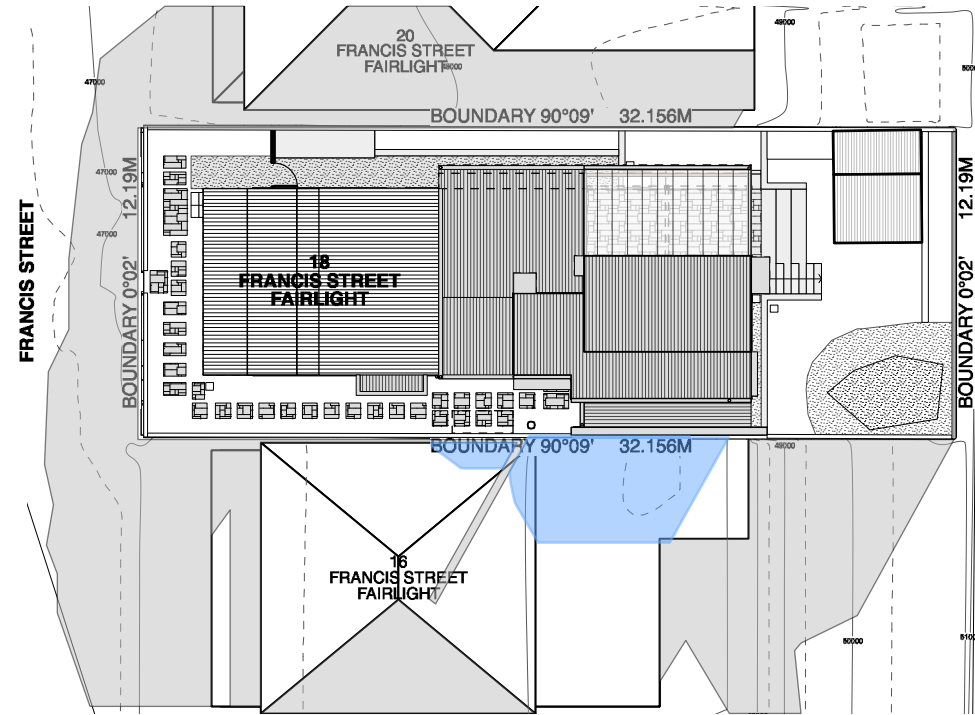 20
FRANCIS STREET
FAIRLIGHT
49000
47000
BOUNDARY 90°09' 32.156M
FRANCIS STREET
BOUNDARY 0°02' 12.19M
47000
47000
18
FRANCIS STREET
FAIRLIGHT
BOUNDARY 0°02' 12.19M
BOUNDARY 90°09' 32.156M
49000
16
FRANCIS STREET
FAIRLIGHT
50000